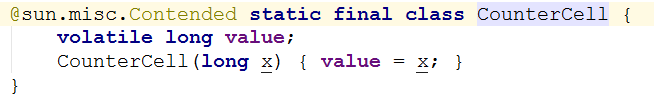 @sun.misc.Contended static final class CounterCell {
    volatile long value;
    CounterCell(long x) { value = x; }
}